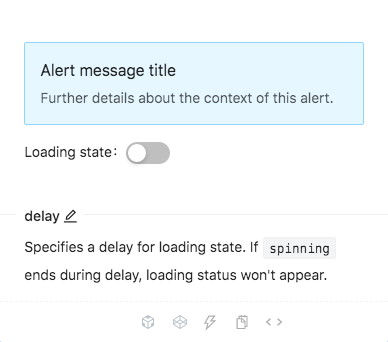 Alert message title
Further details about the context of this alert.
Loading state：
delay
Specifies a delay for loading state. If spinning
ends during delay, loading status won't appear.